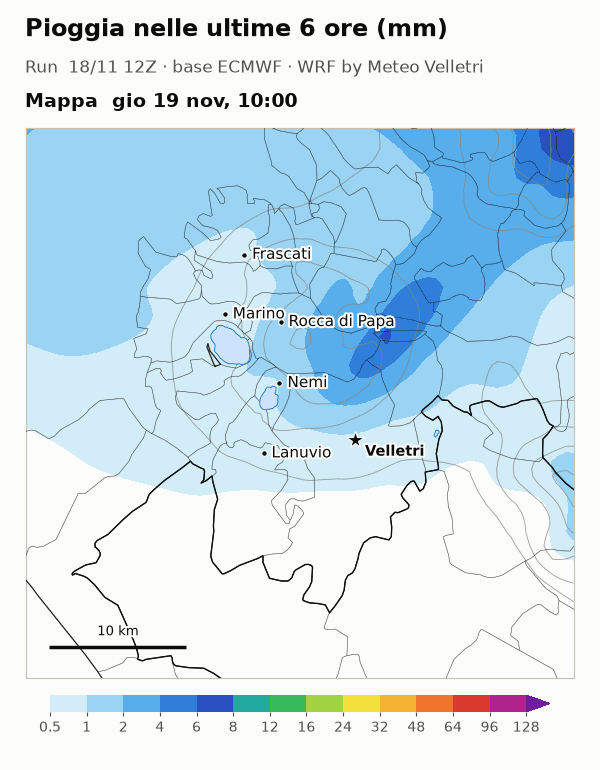 Pioggia nelle ultime 6 ore (mm)
Run 18/11 12Z · base ECMWF · WRF by Meteo Velletri
Mappa gio 19 nov, 10:00
Frascati
Marino
Rocca di Papa
Nemi
Velletri
Lanuvio
10 km
0.5 1 2 4 6 8 12 16 24 32 48 64 96 128